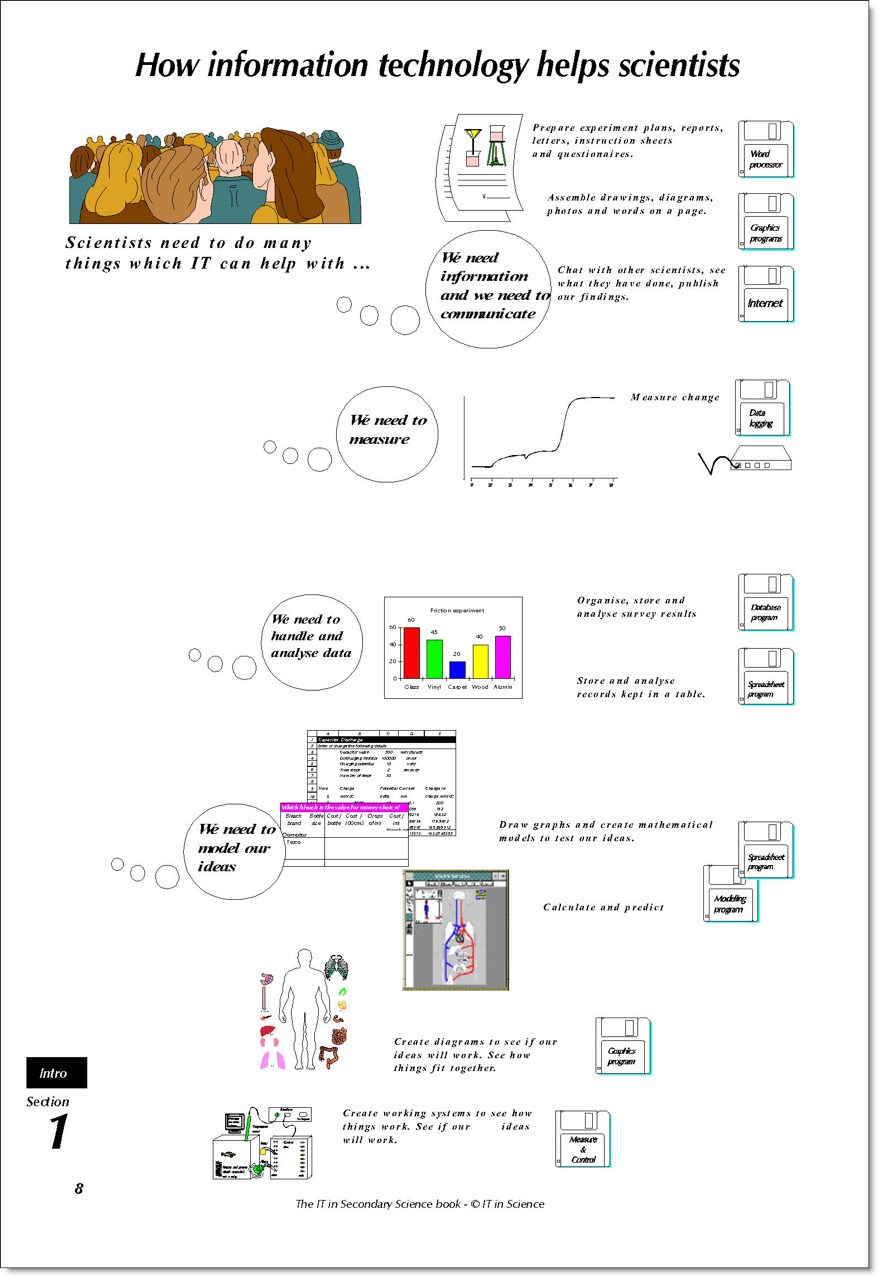 How information technology helps scientists
Scientists need to do many
things which IT can help with ...
Prepare experiment plans, reports,
letters, instruction sheets
and questionaires.
Word
processor
Assemble drawings, diagrams,
photos and words on a page.
Graphics
programs
We need
information
and we need to
communicate
Chat with other scientists, see
what they have done, publish
our findings.
Internet
We need to
measure
Measure change
Data
logging
We need to
handle and
analyse data
Friction experiment
60
45
20
40
50
60
40
20
0
Glass Vinyl Carpet Wood Alumin
Organise, store and
analyse survey results
Database
program
Store and analyse
records kept in a table.
Spreadsheet
program
We need to
model our
ideas
Capacitor Discharge
Which bleach is the value for money choice?
Bleach Bottle Cost / Cost / Drops Cost /
brand size bottle 100cm3 of ink ink
Domestos
Tesco
Draw graphs and create mathematical
models to test our ideas.
Spreadsheet
program
Calculate and predict
Modelling
program
Create diagrams to see if our
ideas will work. See how
things fit together.
Graphics
program
Create working systems to see how
things work. See if our ideas
will work.
Measure
&
Control
Intro
Section
1
8
The IT in Secondary Science book - © IT in Science